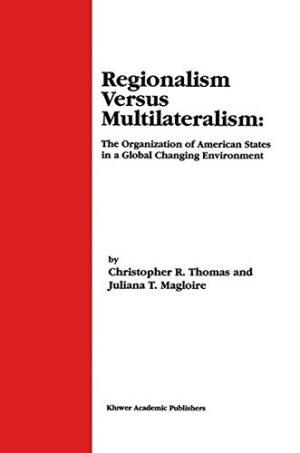 Regionalism
Versus
Multilateralism:
The Organization of American States
in a Global Changing Environment
by
Christopher R. Thomas and
Juliana T. Magloire
Kluwer Academic Publishers